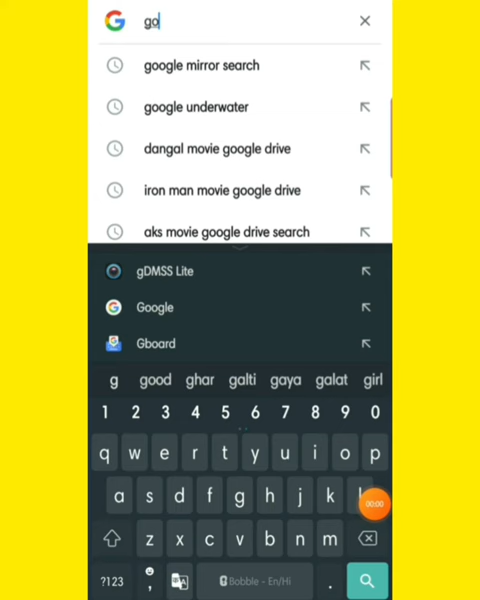 go
google mirror search
google underwater
dangal movie google drive
iron man movie google drive
aks movie google drive search
gDMSS Lite
Google
Gboard
g good ghar galti gaya galat girl
1 2 3 4 5 6 7 8 9 0
q w e r t y u i o p
a s d f g h j k
00:00
z x c v b n m
?123 , Bobble - En/Hi .